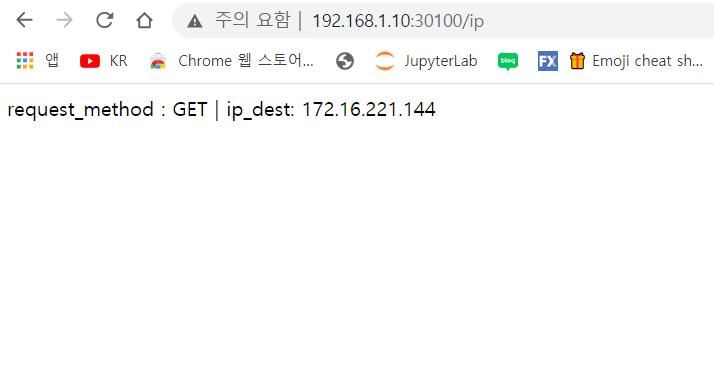 주의 요함 | 192.168.1.10:30100/ip
앱 KR Chrome 웹 스토어... JupyterLab blog FX Emoji cheat sh...
request_method : GET | ip_dest: 172.16.221.144